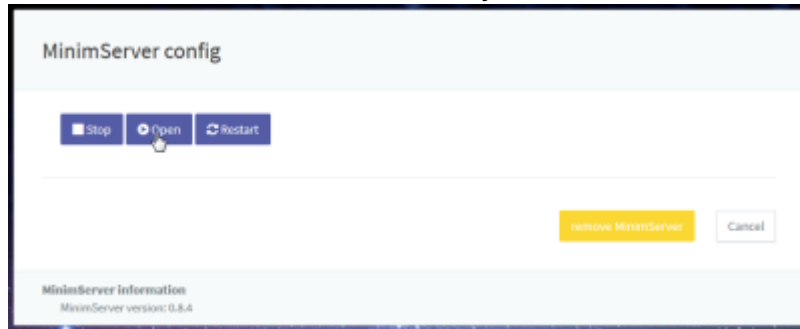 MinimServer config
Stop Open Restart
remove MinimServer Cancel
MinimServer information
MinimServer version: 0.8.4